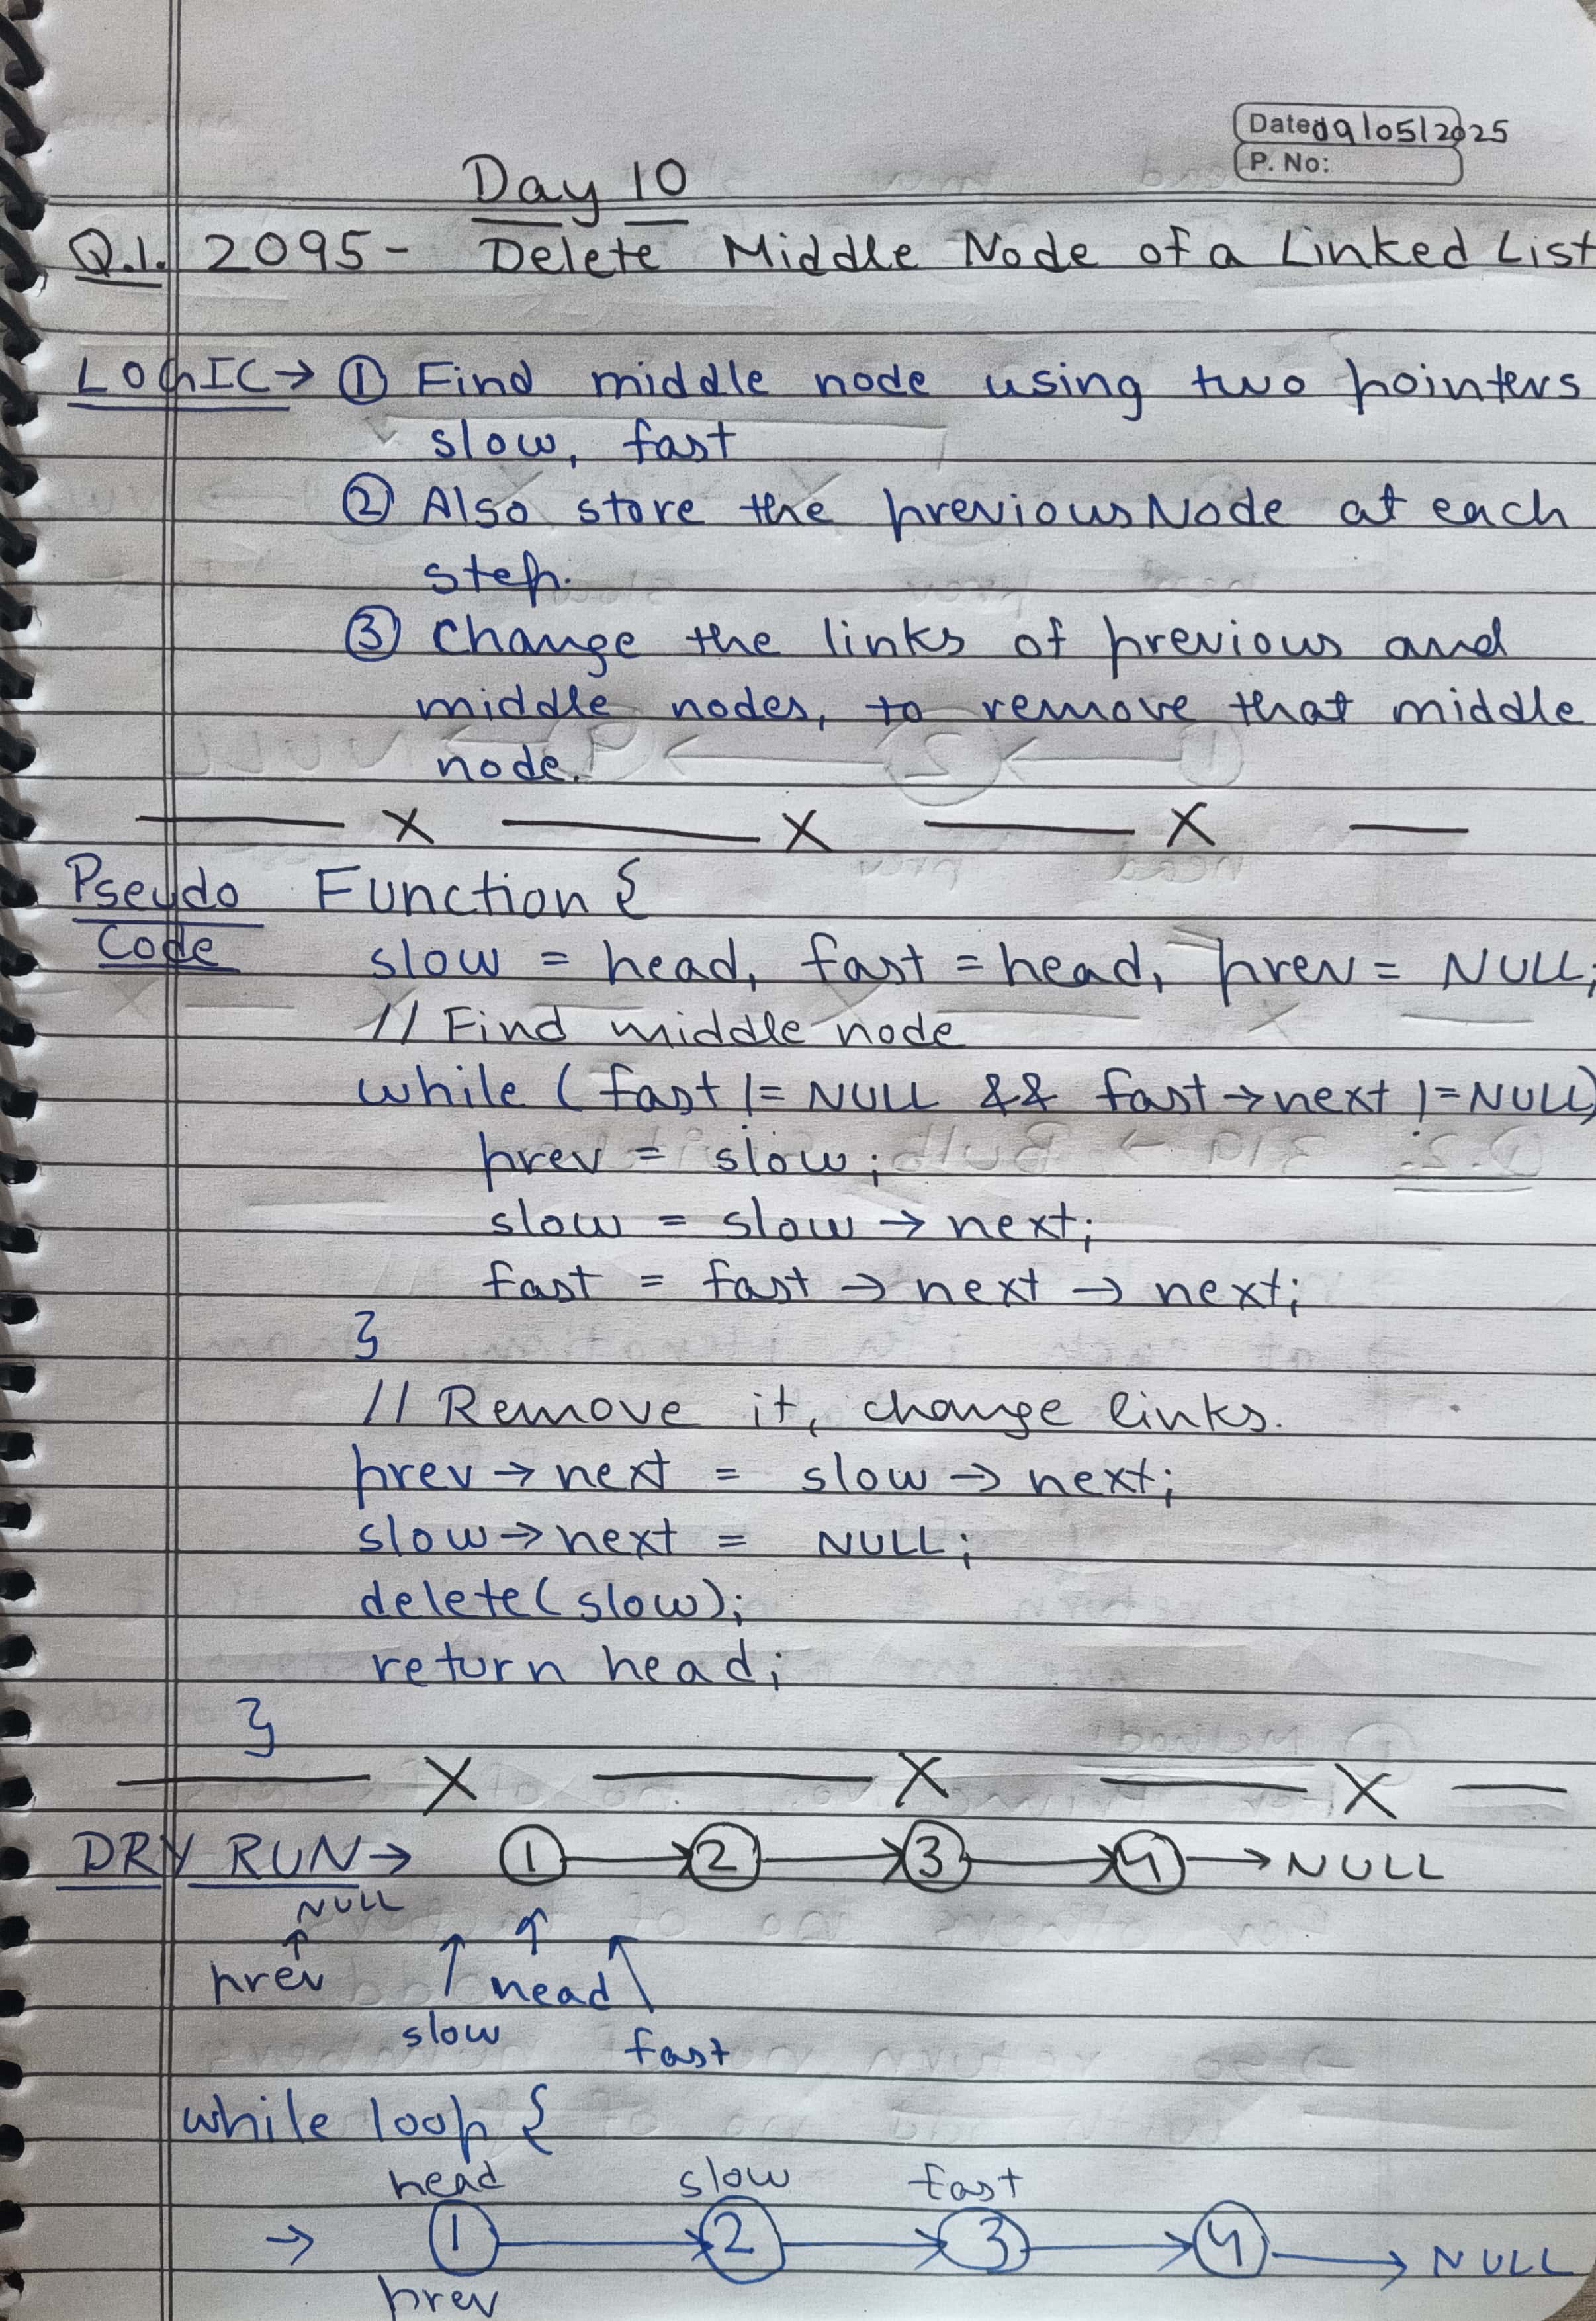 Dated 09/05/2025
P. No:
Day 10
Q.1. 2095- Delete Middle Node of a Linked List
LOGIC → ① Find middle node using two pointers
slow, fast
② Also store the previous Node at each
step.
③ Change the links of previous and
middle nodes, to remove that middle
node.
— X — X — X —
Pseudo Function {
Code
slow = head, fast = head, prev = NULL;
// Find middle node
while (fast != NULL && fast → next != NULL)
prev = slow;
slow = slow → next;
fast = fast → next → next;
}
// Remove it, change links.
prev → next = slow → next;
slow → next = NULL;
delete(slow);
return head;
}
— X — X — X —
DRY RUN → 1 → 2 → 3 → 4 → NULL
NULL
↑ ↑ ↑ ↑
prev head
slow fast
while loop {
head slow fast
→ 1 → 2 → 3 → 4 → NULL
prev